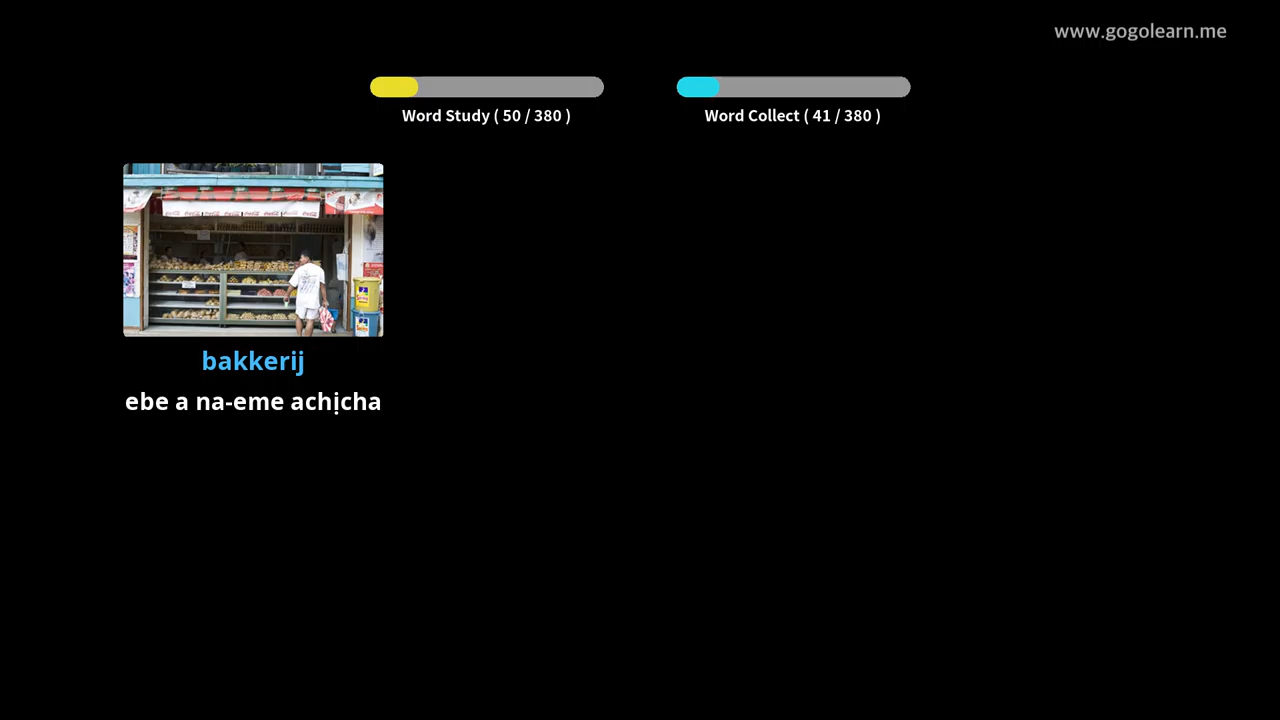 www.gogolearn.me
Word Study ( 50 / 380 )
Word Collect ( 41 / 380 )
bakkerij
ebe a na-eme achịcha